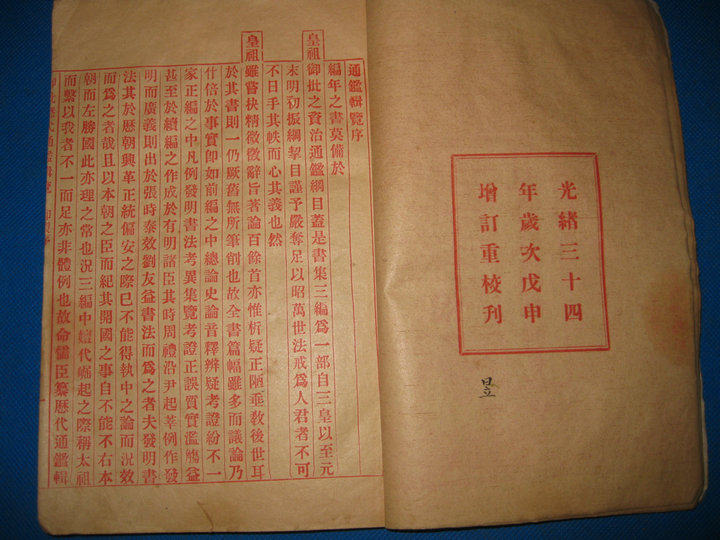 光緒三十四
年歲次戊申
增訂重校刊
昱
通鑑輯覽序
編年之書莫備於
皇祖御批之資治通鑑綱目蓋是書集三編爲一部自三皇以至元
末明初振綱挈目謹予嚴奪足以昭萬世法戒爲人君者不可
不日手其帙而心其義也然
皇祖雖嘗抉精微徵辭旨著論百餘首亦惟析疑正陋垂敎後世耳
於其書則一仍厥舊無所筆削也故全書篇幅雖多而議論乃
什倍於事實卽如前編之中總論史論音釋辨疑考證紛不一
家正編之中凡例發明書法考異集覽考證正誤質實濫觴益
甚至於續編之作成於有明諸臣其時周禮沿尹起莘例作發
明而廣義則出於張時泰效劉友益書法而爲之者夫發明書
法其於歷朝興革正統偏安之際已不能得執中之論而況效
而爲之者哉且以本朝之臣而紀其開國之事自不能不右本
朝而左勝國此亦理之常也況三編中嬗代崛起之際稱太祖
而繫以我者不一而足亦非體例也故命儒臣纂歷代通鑑輯